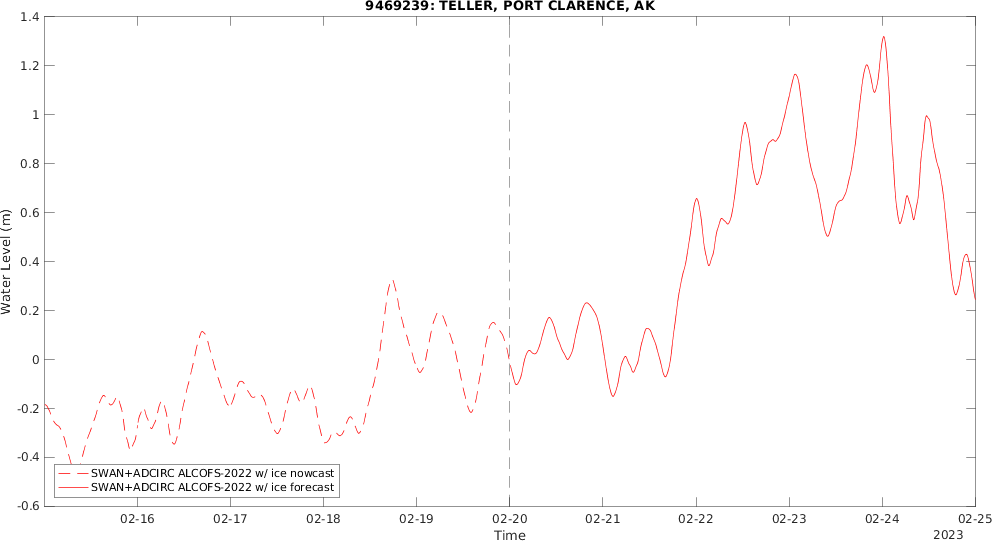 9469239: TELLER, PORT CLARENCE, AK
1.4
1.2
1
0.8
0.6
0.4
0.2
0
-0.2
-0.4
-0.6
Water Level (m)
SWAN+ADCIRC ALCOFS-2022 w/ ice nowcast
SWAN+ADCIRC ALCOFS-2022 w/ ice forecast
02-16 02-17 02-18 02-19 02-20 02-21 02-22 02-23 02-24 02-25
Time
2023